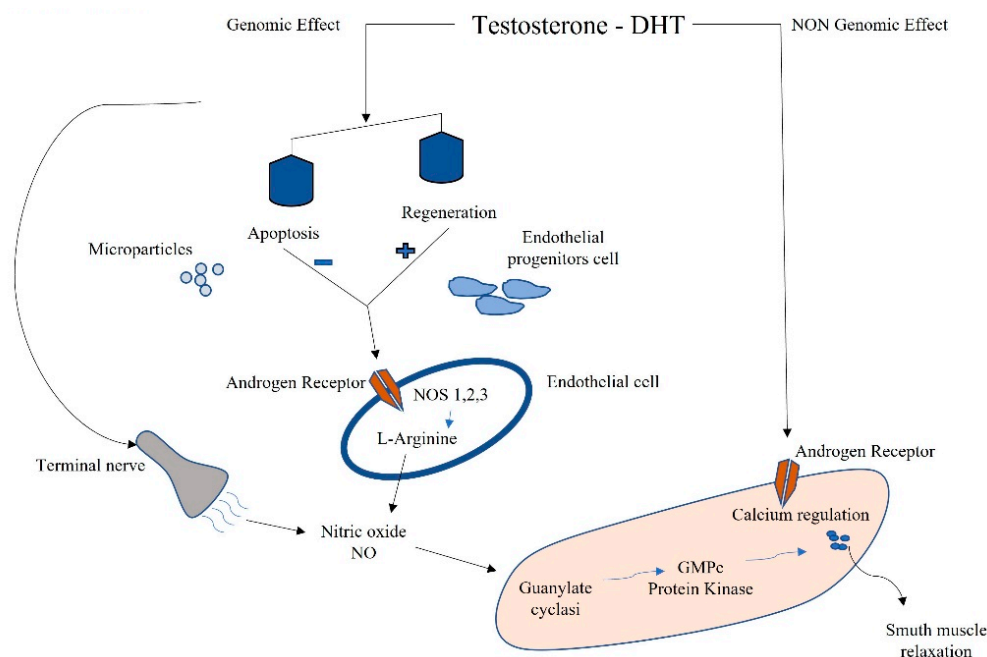 Genomic Effect
Testosterone - DHT
NON Genomic Effect
Apoptosis
Regeneration
Microparticles
Endothelial
progenitors cell
Androgen Receptor
NOS 1,2,3
Endothelial cell
L-Arginine
Terminal nerve
Androgen Receptor
Calcium regulation
Nitric oxide
NO
Guanylate
cyclasi
GMPc
Protein Kinase
Smuth muscle
relaxation